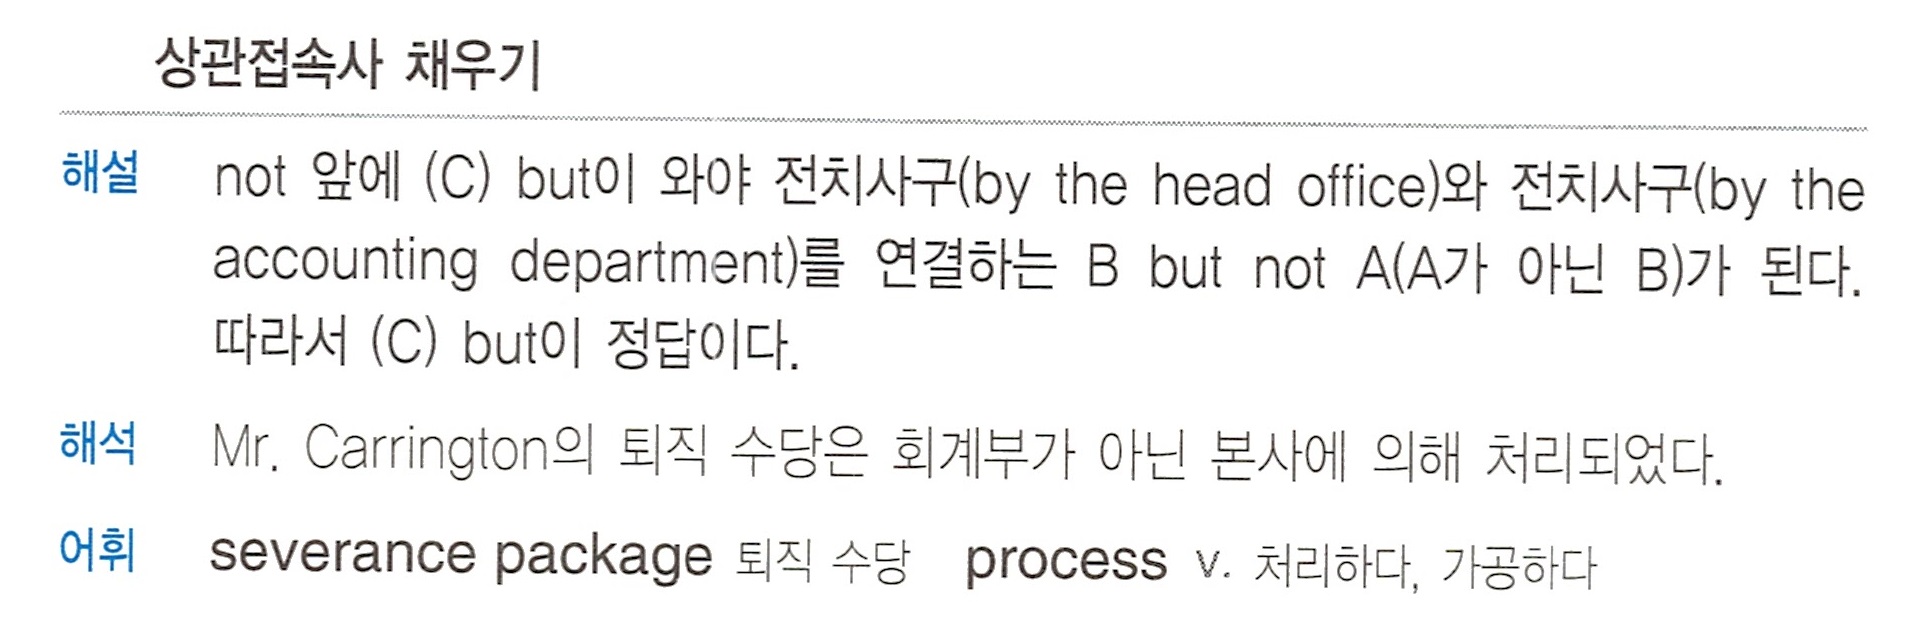 상관접속사 채우기
해설 not 앞에 (C) but이 와야 전치사구(by the head office)와 전치사구(by the
accounting department)를 연결하는 B but not A(A가 아닌 B)가 된다.
따라서 (C) but이 정답이다.
해석 Mr. Carrington의 퇴직 수당은 회계부가 아닌 본사에 의해 처리되었다.
어휘 severance package 퇴직 수당 process v. 처리하다, 가공하다